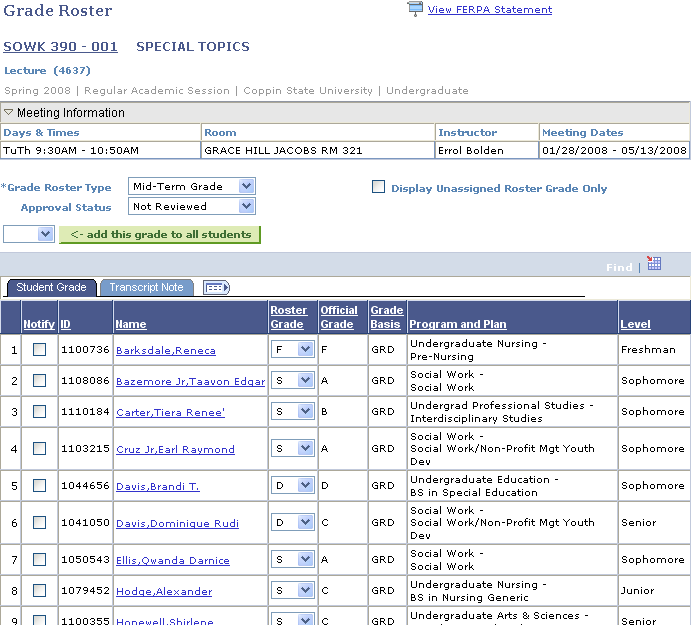 Grade Roster
View FERPA Statement
SOWK 390 - 001 SPECIAL TOPICS
Lecture (4637)
Spring 2008 | Regular Academic Session | Coppin State University | Undergraduate
Meeting Information
Days & Times Room Instructor Meeting Dates
TuTh 9:30AM - 10:50AM GRACE HILL JACOBS RM 321 Errol Bolden 01/28/2008 - 05/13/2008
*Grade Roster Type Mid-Term Grade Display Unassigned Roster Grade Only
Approval Status Not Reviewed
<- add this grade to all students
Find |
Student Grade Transcript Note
Notify ID Name Roster Grade Official Grade Grade Basis Program and Plan Level
1 1100736 Barksdale,Reneca F F GRD Undergraduate Nursing - Freshman
Pre-Nursing
2 1108086 Bazemore Jr,Taavon Edgar S A GRD Social Work - Sophomore
Social Work
3 1110184 Carter,Tiera Renee' S B GRD Undergrad Professional Studies - Sophomore
Interdisciplinary Studies
4 1103215 Cruz Jr,Earl Raymond S A GRD Social Work - Sophomore
Social Work/Non-Profit Mgt Youth
Dev
5 1044656 Davis,Brandi T. D D GRD Undergraduate Education - Sophomore
BS in Special Education
6 1041050 Davis,Dominique Rudi D C GRD Social Work - Senior
Social Work/Non-Profit Mgt Youth
Dev
7 1050543 Ellis,Qwanda Darnice S A GRD Social Work - Sophomore
Social Work
8 1079452 Hodge,Alexander S C GRD Undergraduate Nursing - Junior
BS in Nursing Generic
9 1100355 Honewell,Shirlene S C GRD Undergraduate Arts & Sciences - Senior